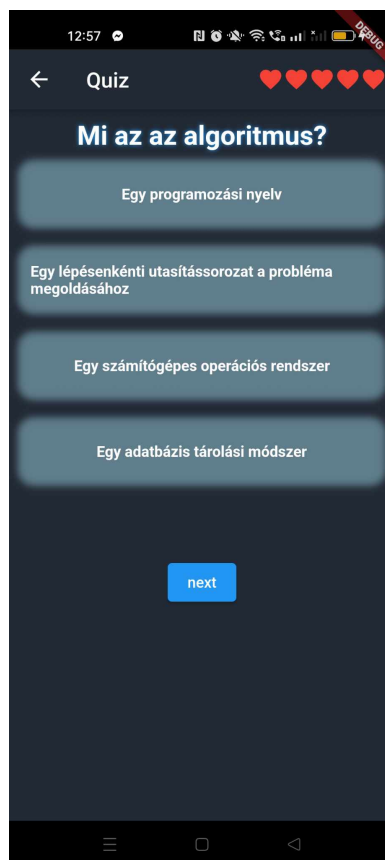 12:57
DEBUG
Quiz
Mi az az algoritmus?
Egy programozási nyelv
Egy lépésenkénti utasítássorozat a probléma
megoldásához
Egy számítógépes operációs rendszer
Egy adatbázis tárolási módszer
next